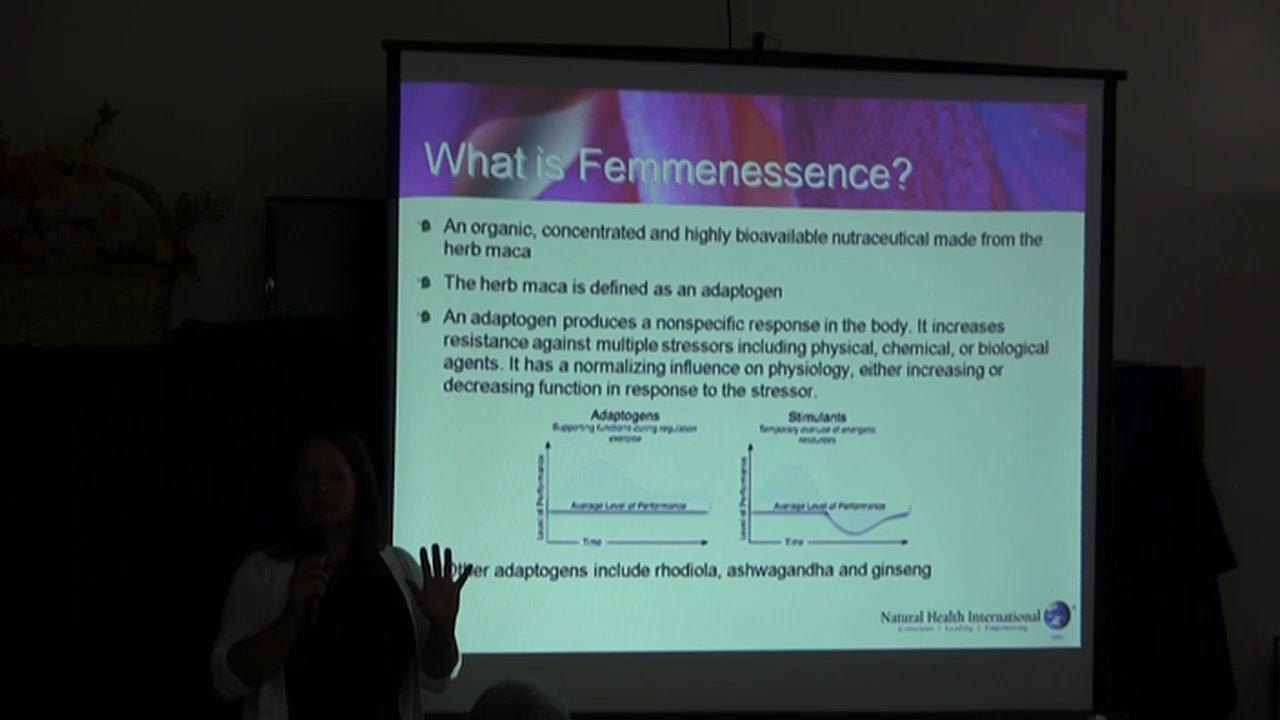 What is Femmenessence?
An organic, concentrated and highly bioavailable nutraceutical made from the
herb maca
The herb maca is defined as an adaptogen
An adaptogen produces a nonspecific response in the body. It increases
resistance against multiple stressors including physical, chemical, or biological
agents. It has a normalizing influence on physiology, either increasing or
decreasing function in response to the stressor.
Adaptogens
Supporting functions during regulation
exercise
Level of Performance
Average Level of Performance
Time
Stimulants
Temporary overuse of energetic
resources
Level of Performance
Average Level of Performance
Time
Other adaptogens include rhodiola, ashwagandha and ginseng
Natural Health International